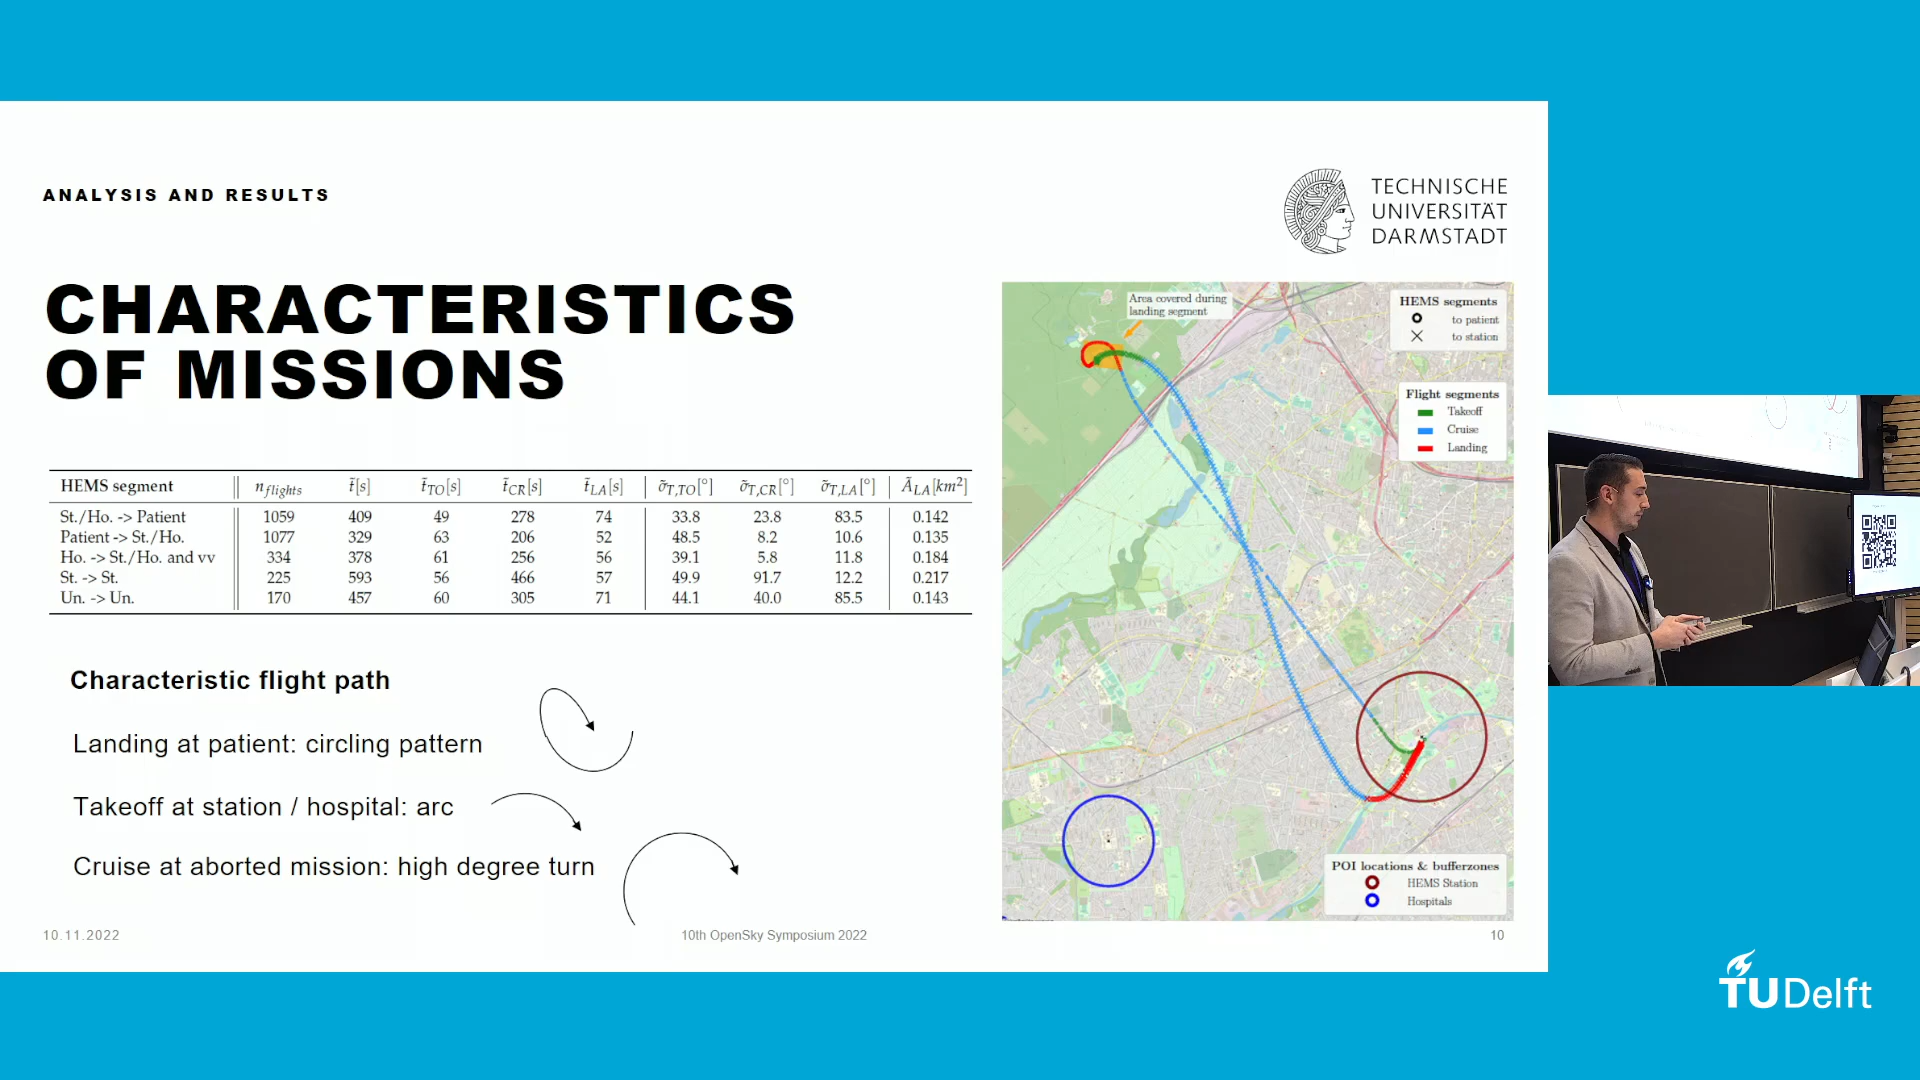 ANALYSIS AND RESULTS
TECHNISCHE
UNIVERSITÄT
DARMSTADT
CHARACTERISTICS
OF MISSIONS
HEMS segment n_flights t̃[s] t̃_TO[s] t̃_CR[s] t̃_LA[s] σ̃_T,TO[°] σ̃_T,CR[°] σ̃_T,LA[°] Ã_LA[km²]
St./Ho. -> Patient 1059 409 49 278 74 33.8 23.8 83.5 0.142
Patient -> St./Ho. 1077 329 63 206 52 48.5 8.2 10.6 0.135
Ho. -> St./Ho. and vv 334 378 61 256 56 39.1 5.8 11.8 0.184
St. -> St. 225 593 56 466 57 49.9 91.7 12.2 0.217
Un. -> Un. 170 457 60 305 71 44.1 40.0 85.5 0.143
Characteristic flight path
Landing at patient: circling pattern
Takeoff at station / hospital: arc
Cruise at aborted mission: high degree turn
Area covered during
landing segment
HEMS segments
to patient
to station
Flight segments
Takeoff
Cruise
Landing
POI locations & bufferzones
HEMS Station
Hospitals
10.11.2022
10th OpenSky Symposium 2022
10
TU Delft